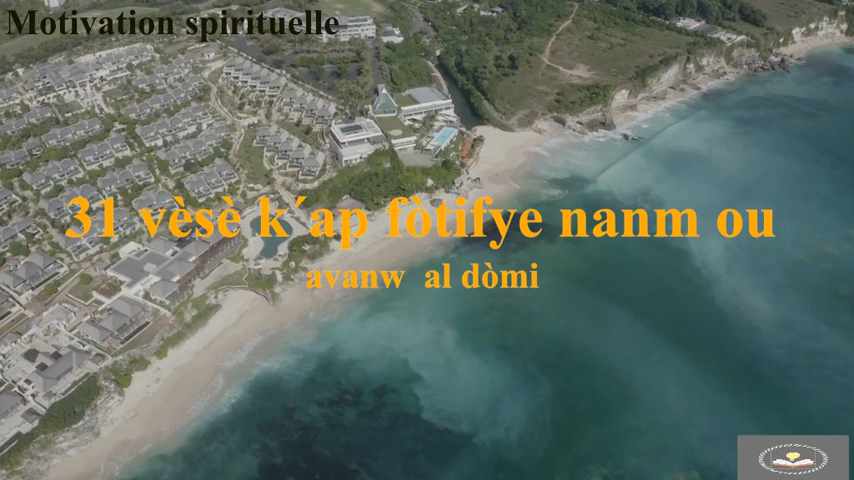 Motivation spirituelle
31 vèsè k´ap fòtifye nanm ou
avanw  al dòmi